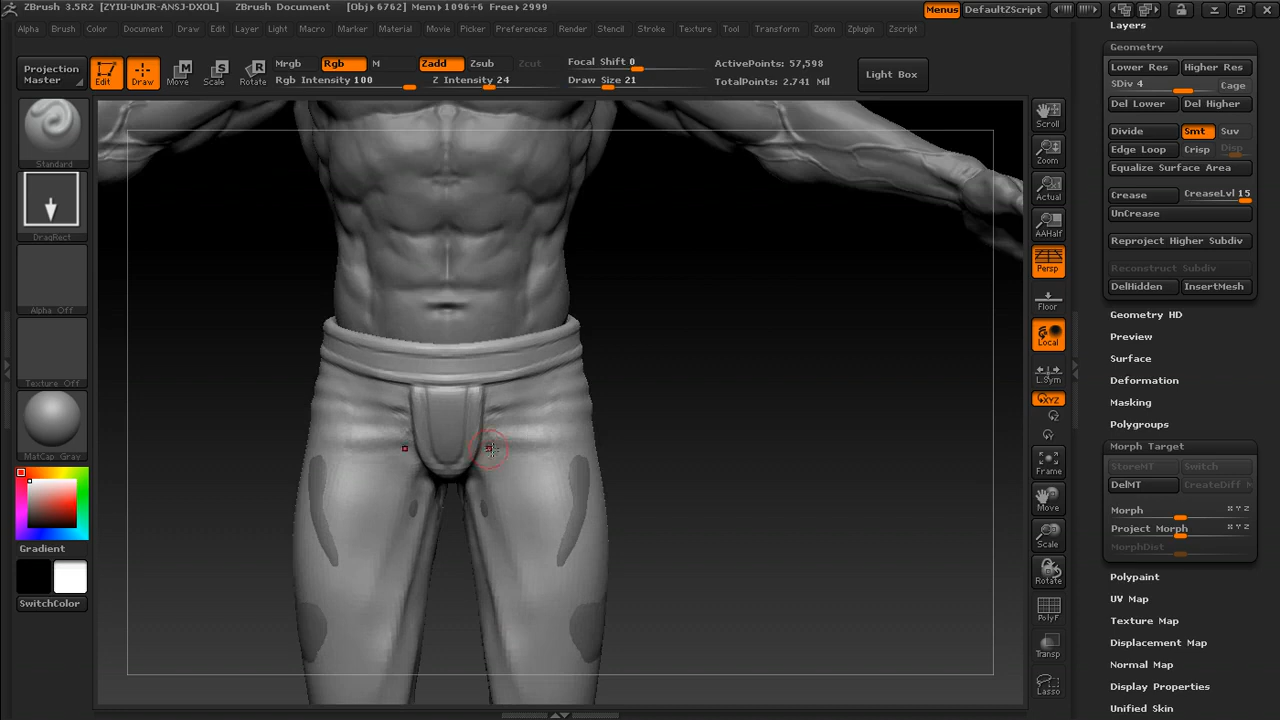 ZBrush 3.5R2 [ZYIU-UMJR-ANSJ-DXOL] ZBrush Document [Obj▸6762] Mem▸1096+6 Free▸2999 Menus DefaultZScript
Alpha Brush Color Document Draw Edit Layer Light Macro Marker Material Movie Picker Preferences Render Stencil Stroke Texture Tool Transform Zoom Zplugin Zscript
Projection Master
Edit
Draw
Move
Scale
Rotate
Mrgb Rgb M
Rgb Intensity 100
Zadd Zsub Zcut
Z Intensity 24
Focal Shift 0
Draw Size 21
ActivePoints: 57,598
TotalPoints: 2.741 Mil
Light Box
Standard
DragRect
Alpha Off
Texture Off
MatCap Gray
Gradient
SwitchColor
Scroll
Zoom
Actual
AAHalf
Persp
Floor
Local
L.Sym
XYZ
Y
Y
Frame
Move
Scale
Rotate
PolyF
Transp
Lasso
Layers
Geometry
Lower Res Higher Res
SDiv 4 Cage
Del Lower Del Higher
Divide Smt Suv
Edge Loop Crisp Disp
Equalize Surface Area
Crease CreaseLvl 15
UnCrease
Reproject Higher Subdiv
Reconstruct Subdiv
DelHidden InsertMesh
Geometry HD
Preview
Surface
Deformation
Masking
Polygroups
Morph Target
StoreMT Switch
DelMT CreateDiff M
Morph X Y Z
Project Morph X Y Z
MorphDist
Polypaint
UV Map
Texture Map
Displacement Map
Normal Map
Display Properties
Unified Skin